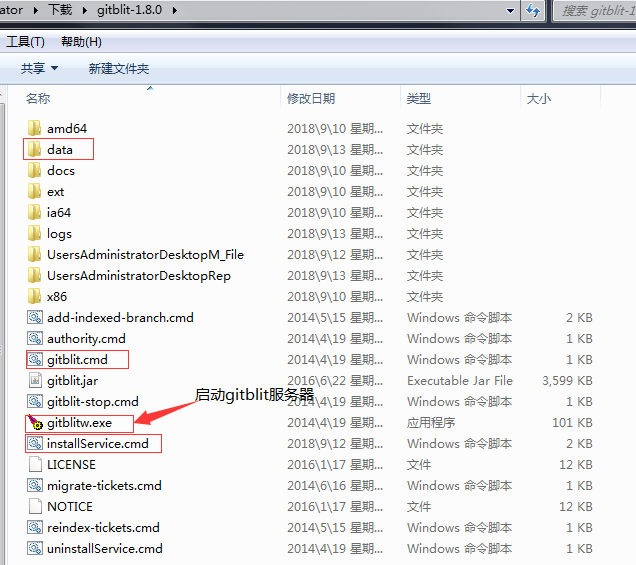 ator ▸ 下载 ▸ gitblit-1.8.0 ▸ 搜索 gitblit-1
工具(T) 帮助(H)
共享 新建文件夹
名称 修改日期 类型 大小
amd64 2018\9\10 星期... 文件夹
data 2018\9\13 星期... 文件夹
docs 2018\9\10 星期... 文件夹
ext 2018\9\10 星期... 文件夹
ia64 2018\9\10 星期... 文件夹
logs 2018\9\13 星期... 文件夹
UsersAdministratorDesktopM_File 2018\9\12 星期... 文件夹
UsersAdministratorDesktopRep 2018\9\13 星期... 文件夹
x86 2018\9\10 星期... 文件夹
add-indexed-branch.cmd 2014\5\15 星期... Windows 命令脚本 2 KB
authority.cmd 2014\4\19 星期... Windows 命令脚本 1 KB
gitblit.cmd 2014\4\19 星期... Windows 命令脚本 1 KB
gitblit.jar 2016\6\22 星期... Executable Jar File 3,599 KB
启动gitblit服务器
gitblit-stop.cmd 2014\4\19 星期... Windows 命令脚本 1 KB
gitblitw.exe 2014\4\19 星期... 应用程序 101 KB
installService.cmd 2018\9\12 星期... Windows 命令脚本 2 KB
LICENSE 2016\1\17 星期... 文件 12 KB
migrate-tickets.cmd 2014\6\16 星期... Windows 命令脚本 1 KB
NOTICE 2016\1\17 星期... 文件 12 KB
reindex-tickets.cmd 2014\5\15 星期... Windows 命令脚本 1 KB
uninstallService.cmd 2014\4\19 星期... Windows 命令脚本 1 KB